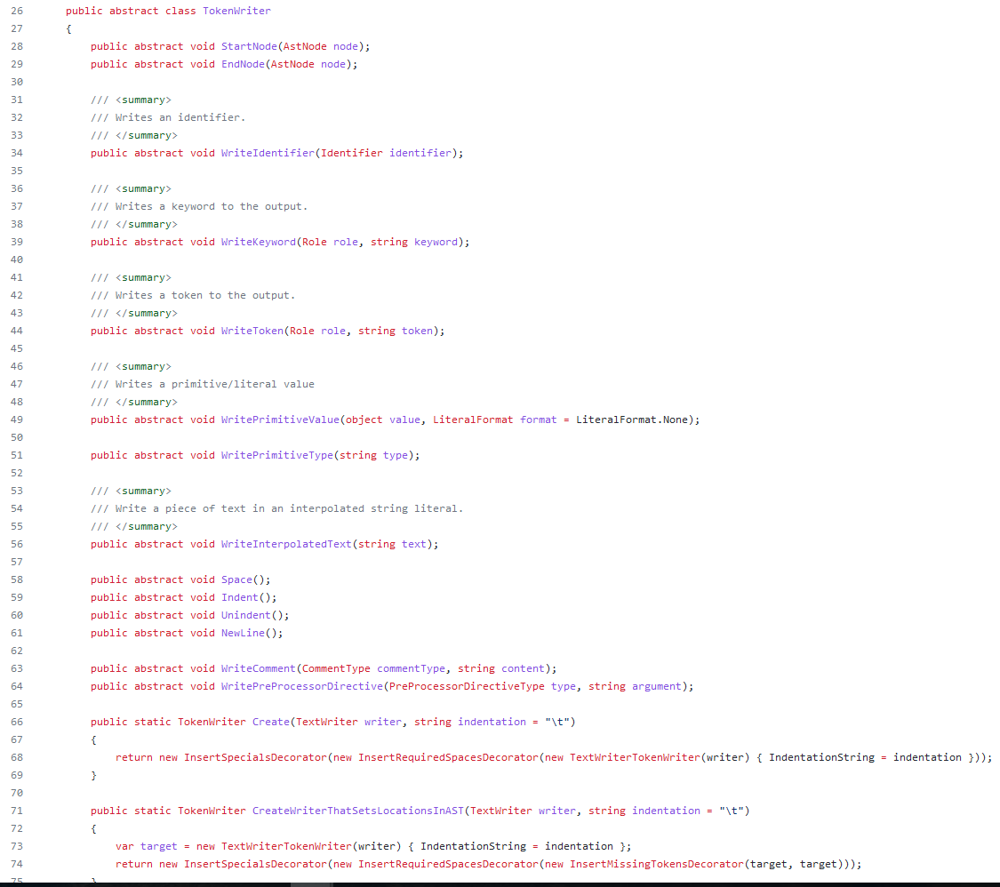 26 public abstract class TokenWriter
27 {
28 public abstract void StartNode(AstNode node);
29 public abstract void EndNode(AstNode node);
30
31 /// <summary>
32 /// Writes an identifier.
33 /// </summary>
34 public abstract void WriteIdentifier(Identifier identifier);
35
36 /// <summary>
37 /// Writes a keyword to the output.
38 /// </summary>
39 public abstract void WriteKeyword(Role role, string keyword);
40
41 /// <summary>
42 /// Writes a token to the output.
43 /// </summary>
44 public abstract void WriteToken(Role role, string token);
45
46 /// <summary>
47 /// Writes a primitive/literal value
48 /// </summary>
49 public abstract void WritePrimitiveValue(object value, LiteralFormat format = LiteralFormat.None);
50
51 public abstract void WritePrimitiveType(string type);
52
53 /// <summary>
54 /// Write a piece of text in an interpolated string literal.
55 /// </summary>
56 public abstract void WriteInterpolatedText(string text);
57
58 public abstract void Space();
59 public abstract void Indent();
60 public abstract void Unindent();
61 public abstract void NewLine();
62
63 public abstract void WriteComment(CommentType commentType, string content);
64 public abstract void WritePreProcessorDirective(PreProcessorDirectiveType type, string argument);
65
66 public static TokenWriter Create(TextWriter writer, string indentation = "\t")
67 {
68 return new InsertSpecialsDecorator(new InsertRequiredSpacesDecorator(new TextWriterTokenWriter(writer) { IndentationString = indentation }));
69 }
70
71 public static TokenWriter CreateWriterThatSetsLocationsInAST(TextWriter writer, string indentation = "\t")
72 {
73 var target = new TextWriterTokenWriter(writer) { IndentationString = indentation };
74 return new InsertSpecialsDecorator(new InsertRequiredSpacesDecorator(new InsertMissingTokensDecorator(target, target)));
75 }